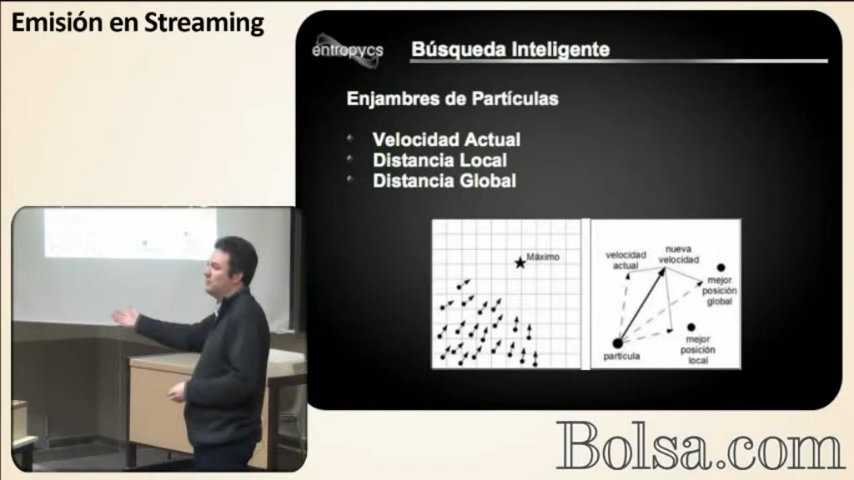 Emisión en Streaming
entropycs
Búsqueda Inteligente
Enjambres de Partículas
Velocidad Actual
Distancia Local
Distancia Global
Máximo
velocidad
actual
nueva
velocidad
mejor
posición
global
mejor
posición
local
partícula
Bolsa.com